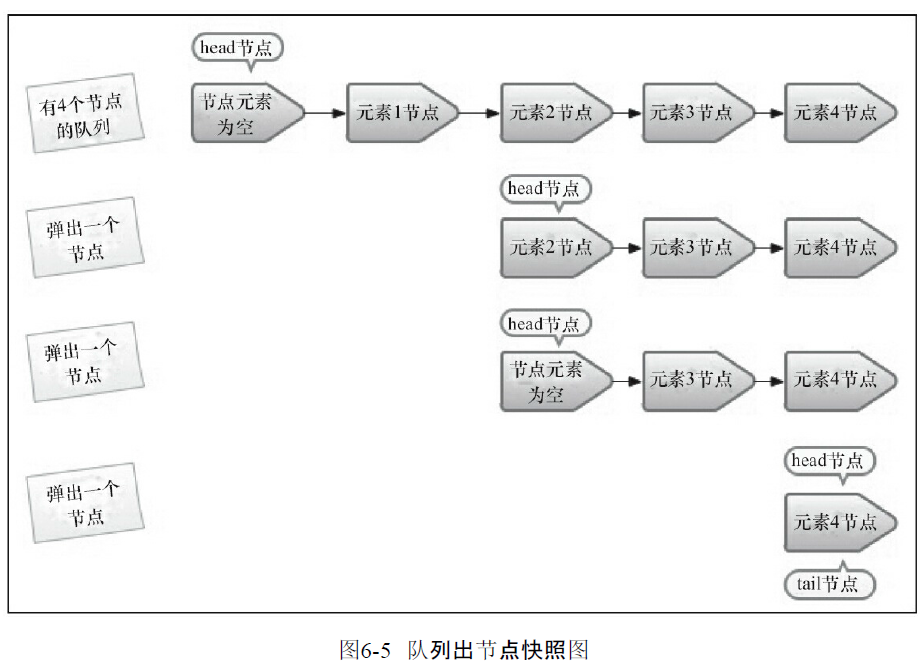 head节点
有4个节点
的队列
节点元素
为空
元素1节点
元素2节点
元素3节点
元素4节点
弹出一个
节点
head节点
元素2节点
元素3节点
元素4节点
弹出一个
节点
head节点
节点元素
为空
元素3节点
元素4节点
弹出一个
节点
head节点
元素4节点
tail节点
图6-5 队列出节点快照图